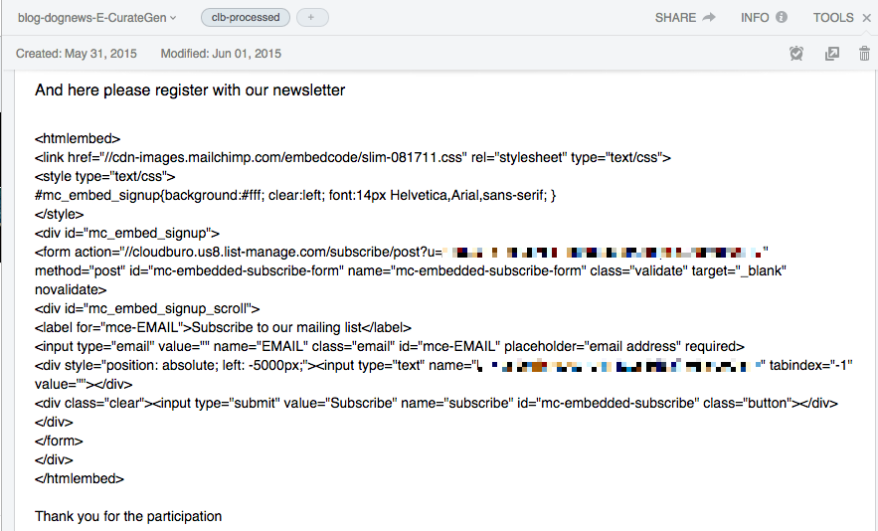 blog-dognews-E-CurateGen clb-processed + SHARE INFO TOOLS
Created: May 31, 2015 Modified: Jun 01, 2015
And here please register with our newsletter
<htmlembed>
<link href="//cdn-images.mailchimp.com/embedcode/slim-081711.css" rel="stylesheet" type="text/css">
<style type="text/css">
#mc_embed_signup{background:#fff; clear:left; font:14px Helvetica,Arial,sans-serif; }
</style>
<div id="mc_embed_signup">
<form action="//cloudburo.us8.list-manage.com/subscribe/post?u= "
method="post" id="mc-embedded-subscribe-form" name="mc-embedded-subscribe-form" class="validate" target="_blank"
novalidate>
<div id="mc_embed_signup_scroll">
<label for="mce-EMAIL">Subscribe to our mailing list</label>
<input type="email" value="" name="EMAIL" class="email" id="mce-EMAIL" placeholder="email address" required>
<div style="position: absolute; left: -5000px;"><input type="text" name=" " tabindex="-1"
value=""></div>
<div class="clear"><input type="submit" value="Subscribe" name="subscribe" id="mc-embedded-subscribe" class="button"></div>
</div>
</form>
</div>
</htmlembed>
Thank you for the participation